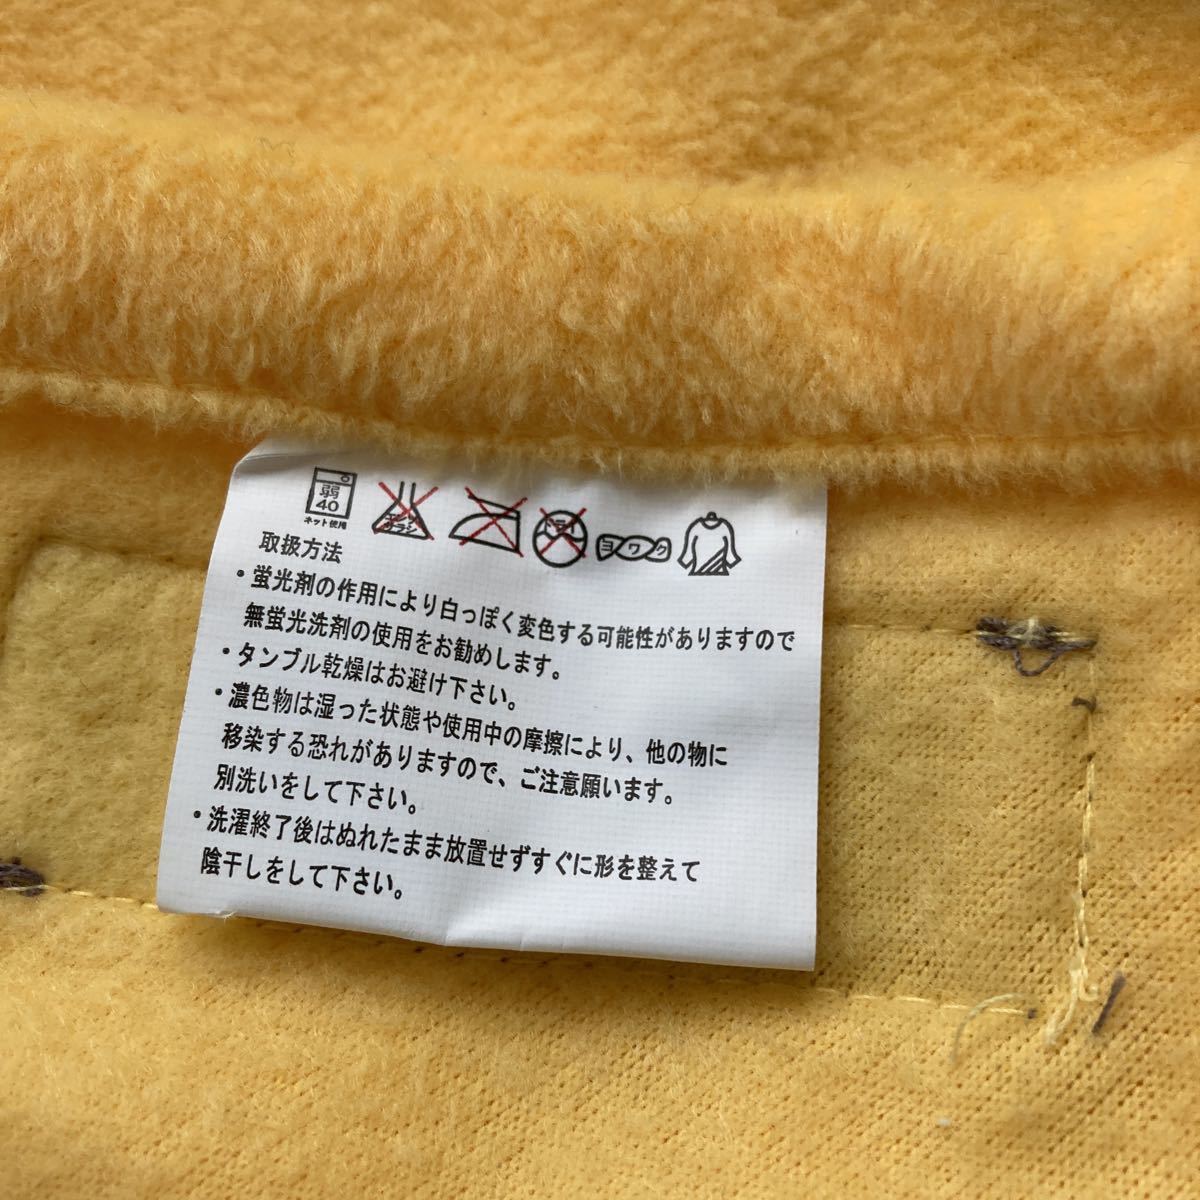 弱
40
ネット使用
エンソ
サラシ
ドライ
ヨワク
取扱方法
・蛍光剤の作用により白っぽく変色する可能性がありますので
無蛍光洗剤の使用をお勧めします。
・タンブル乾燥はお避け下さい。
・濃色物は湿った状態や使用中の摩擦により、他の物に
移染する恐れがありますので、ご注意願います。
別洗いをして下さい。
・洗濯終了後はぬれたまま放置せずすぐに形を整えて
陰干しをして下さい。